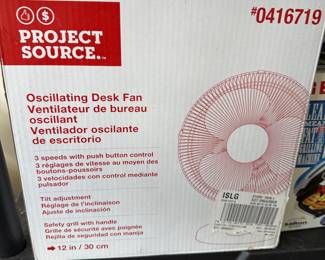 #0416719
PROJECT
SOURCE.
Oscillating Desk Fan
Ventilateur de bureau
oscillant
Ventilador oscilante
de escritorio
3 speeds with push button control
3 réglages de vitesse au moyen des
boutons-poussoirs
3 velocidades con control mediante
pulsador
Tilt adjustment
Réglage de l'inclinaison
Ajuste de inclinación
Safety grill with handle
Grille de sécurité avec poignée
Rejilla de seguridad con manija
12 in / 30 cm
ISLG